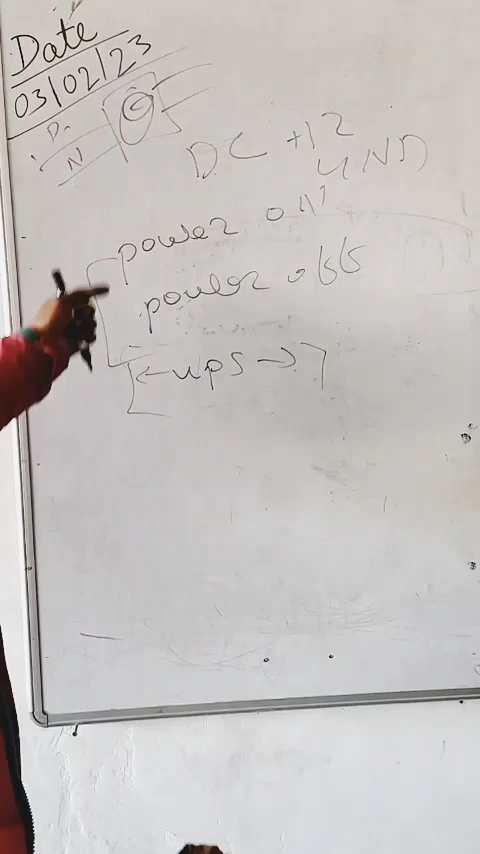 Date
03/02/23
P.
N
DC +12
GND
power on
power off
←ups→